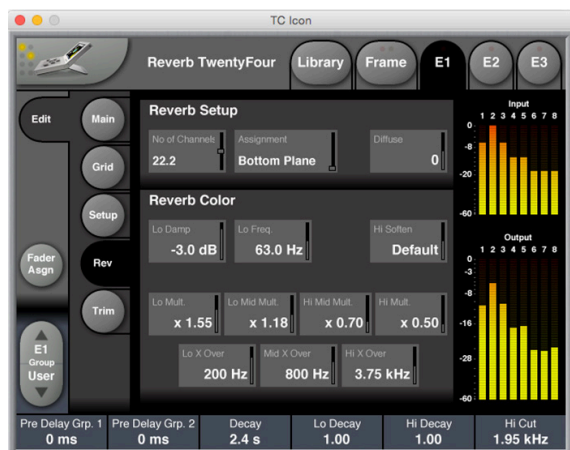 TC Icon
Reverb TwentyFour Library Frame E1 E2 E3
Edit Main
Reverb Setup
No of Channels Assignment Diffuse
22.2 Bottom Plane 0
Grid
Setup
Reverb Color
Lo Damp Lo Freq. Hi Soften
-3.0 dB 63.0 Hz Default
Fader Asgn
Rev
Trim
Lo Mult. Lo Mid Mult. Hi Mid Mult. Hi Mult.
x 1.55 x 1.18 x 0.70 x 0.50
Lo X Over Mid X Over Hi X Over
200 Hz 800 Hz 3.75 kHz
E1
Group
User
Input
1 2 3 4 5 6 7 8
0
-8
-20
-60
Output
1 2 3 4 5 6 7 8
0
-3
-8
-16
-28
-60
Pre Delay Grp. 1 Pre Delay Grp. 2 Decay Lo Decay Hi Decay Hi Cut
0 ms 0 ms 2.4 s 1.00 1.00 1.95 kHz